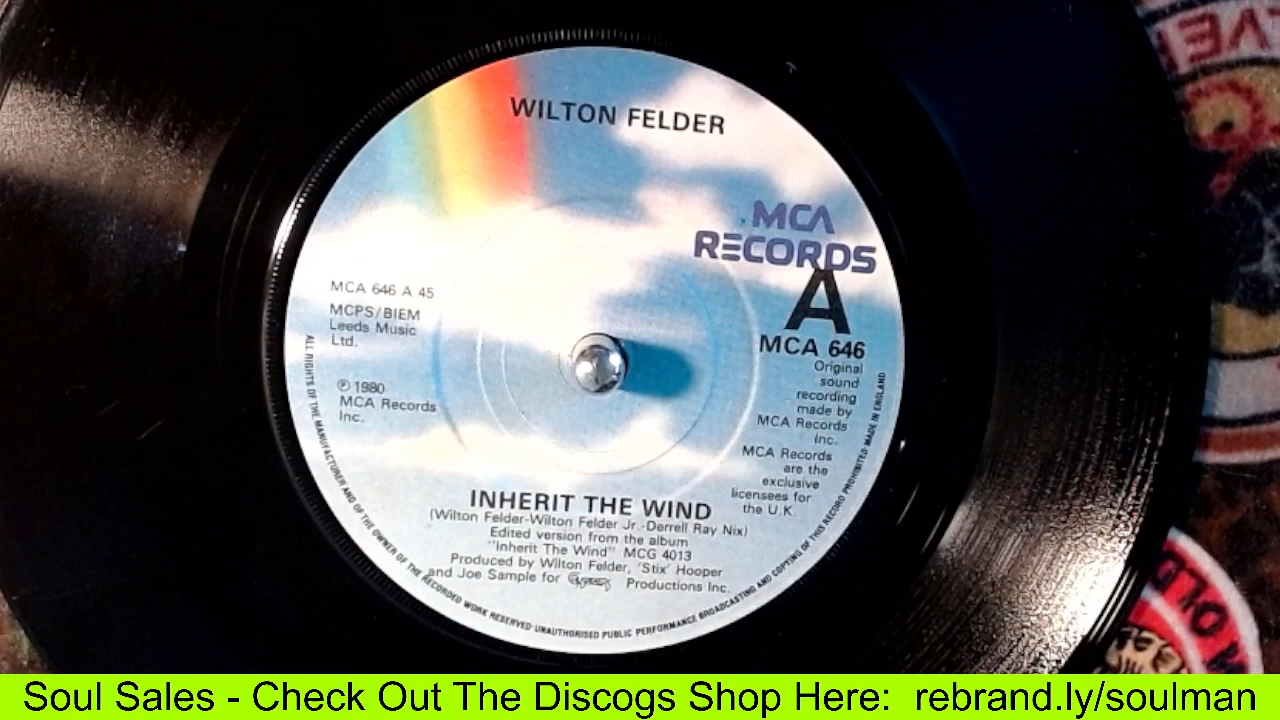 WILTON FELDER
MCA
RECORDS
A
MCA 646
MCA 646 A 45
MCPS/BIEM
Leeds Music
Ltd.
℗ 1980
MCA Records
Inc.
Original
sound
recording
made by
MCA Records
Inc.
MCA Records
are the
exclusive
licensees for
the U.K.
INHERIT THE WIND
(Wilton Felder-Wilton Felder Jr.-Derrell Ray Nix)
Edited version from the album
"Inherit The Wind" MCG 4013
Produced by Wilton Felder, 'Stix' Hooper
and Joe Sample for Crusaders Productions Inc.
ALL RIGHTS OF THE MANUFACTURER AND OF THE OWNER OF THE RECORDED WORK RESERVED·UNAUTHORISED PUBLIC PERFORMANCE BROADCASTING AND COPYING OF THIS RECORD PROHIBITED·MADE IN ENGLAND
Soul Sales - Check Out The Discogs Shop Here: rebrand.ly/soulman